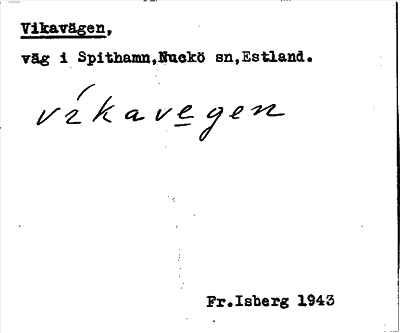 Vikavägen,
väg i Spithamn,Nuckö sn,Estland.
víkavegen
Fr.Isberg 1943